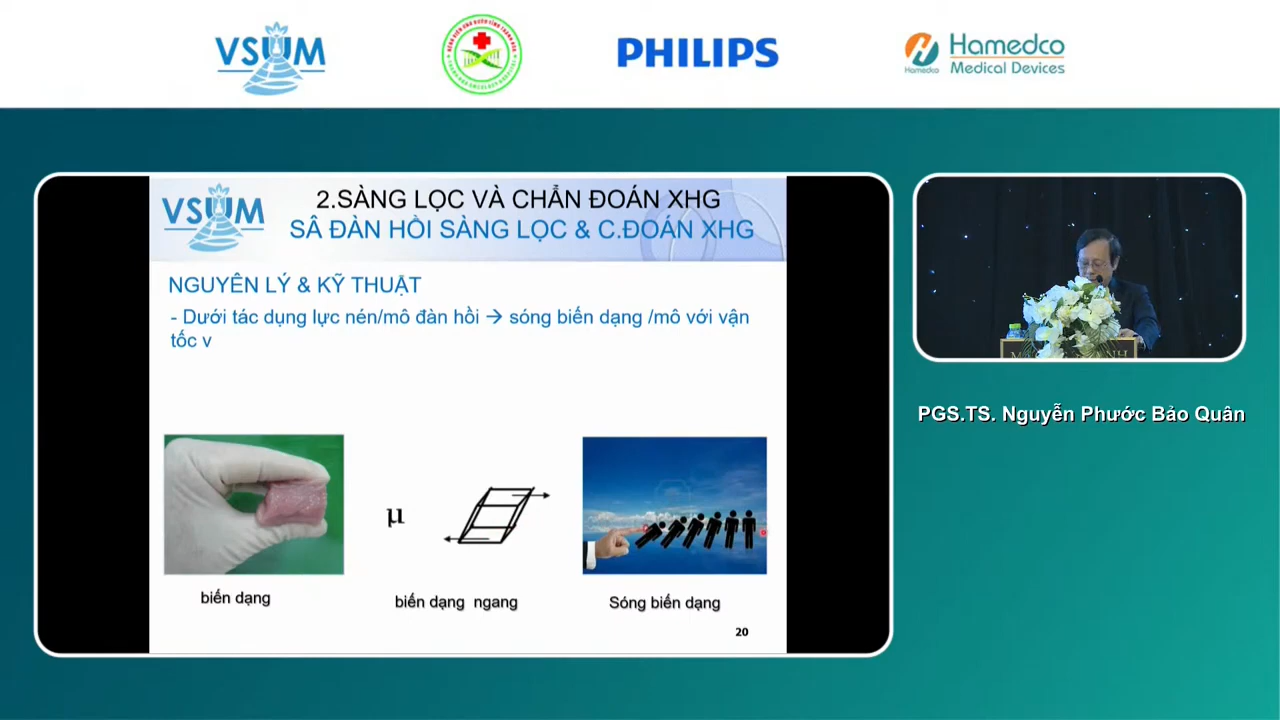 VSUM
PHILIPS
Hamedco
Hamedco
Medical Devices
VSUM
2.SÀNG LỌC VÀ CHẨN ĐOÁN XHG
SÂ ĐÀN HỒI SÀNG LỌC & C.ĐOÁN XHG
NGUYÊN LÝ & KỸ THUẬT
- Dưới tác dụng lực nén/mô đàn hồi → sóng biến dạng /mô với vận
tốc v
µ
biến dạng
biến dạng ngang
Sóng biến dạng
20
PGS.TS. Nguyễn Phước Bảo Quân